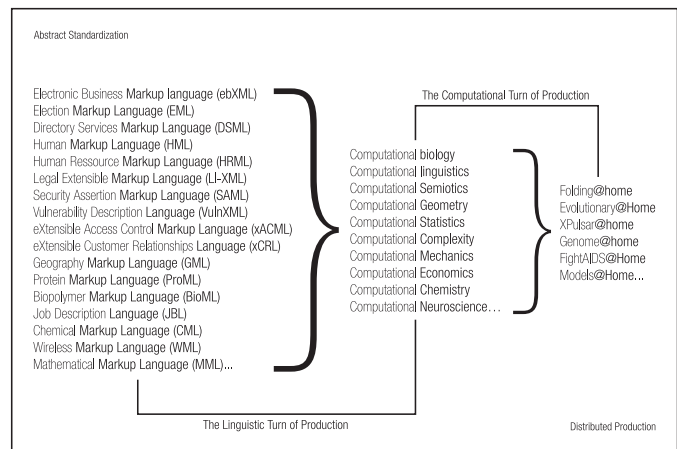 Abstract Standardization
Electronic Business Markup language (ebXML)
Election Markup Language (EML)
Directory Services Markup Language (DSML)
Human Markup Language (HML)
Human Ressource Markup Language (HRML)
Legal Extensible Markup Language (LI-XML)
Security Assertion Markup Language (SAML)
Vulnerability Description Language (VulnXML)
eXtensible Access Control Markup Language (xACML)
eXtensible Customer Relationships Language (xCRL)
Geography Markup Language (GML)
Protein Markup Language (ProML)
Biopolymer Markup Language (BioML)
Job Description Language (JBL)
Chemical Markup Language (CML)
Wireless Markup Language (WML)
Mathematical Markup Language (MML)...
The Linguistic Turn of Production
The Computational Turn of Production
Computational biology
Computational linguistics
Computational Semiotics
Computational Geometry
Computational Statistics
Computational Complexity
Computational Mechanics
Computational Economics
Computational Chemistry
Computational Neuroscience...
Folding@home
Evolutionary@Home
XPulsar@home
Genome@home
FightAIDS@Home
Models@Home...
Distributed Production